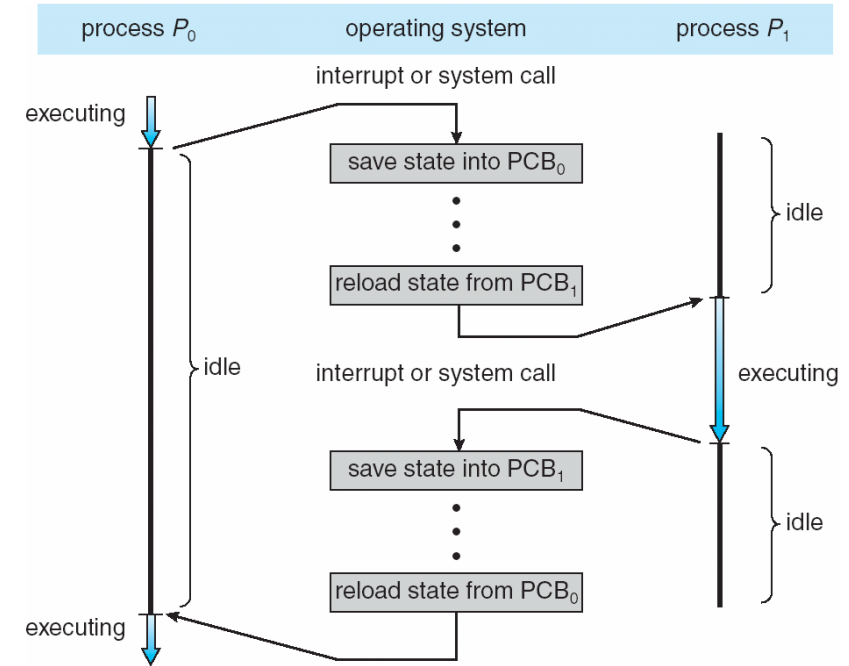 process P₀ operating system process P₁
interrupt or system call
executing
save state into PCB₀
idle
reload state from PCB₁
idle
interrupt or system call
executing
save state into PCB₁
idle
reload state from PCB₀
executing